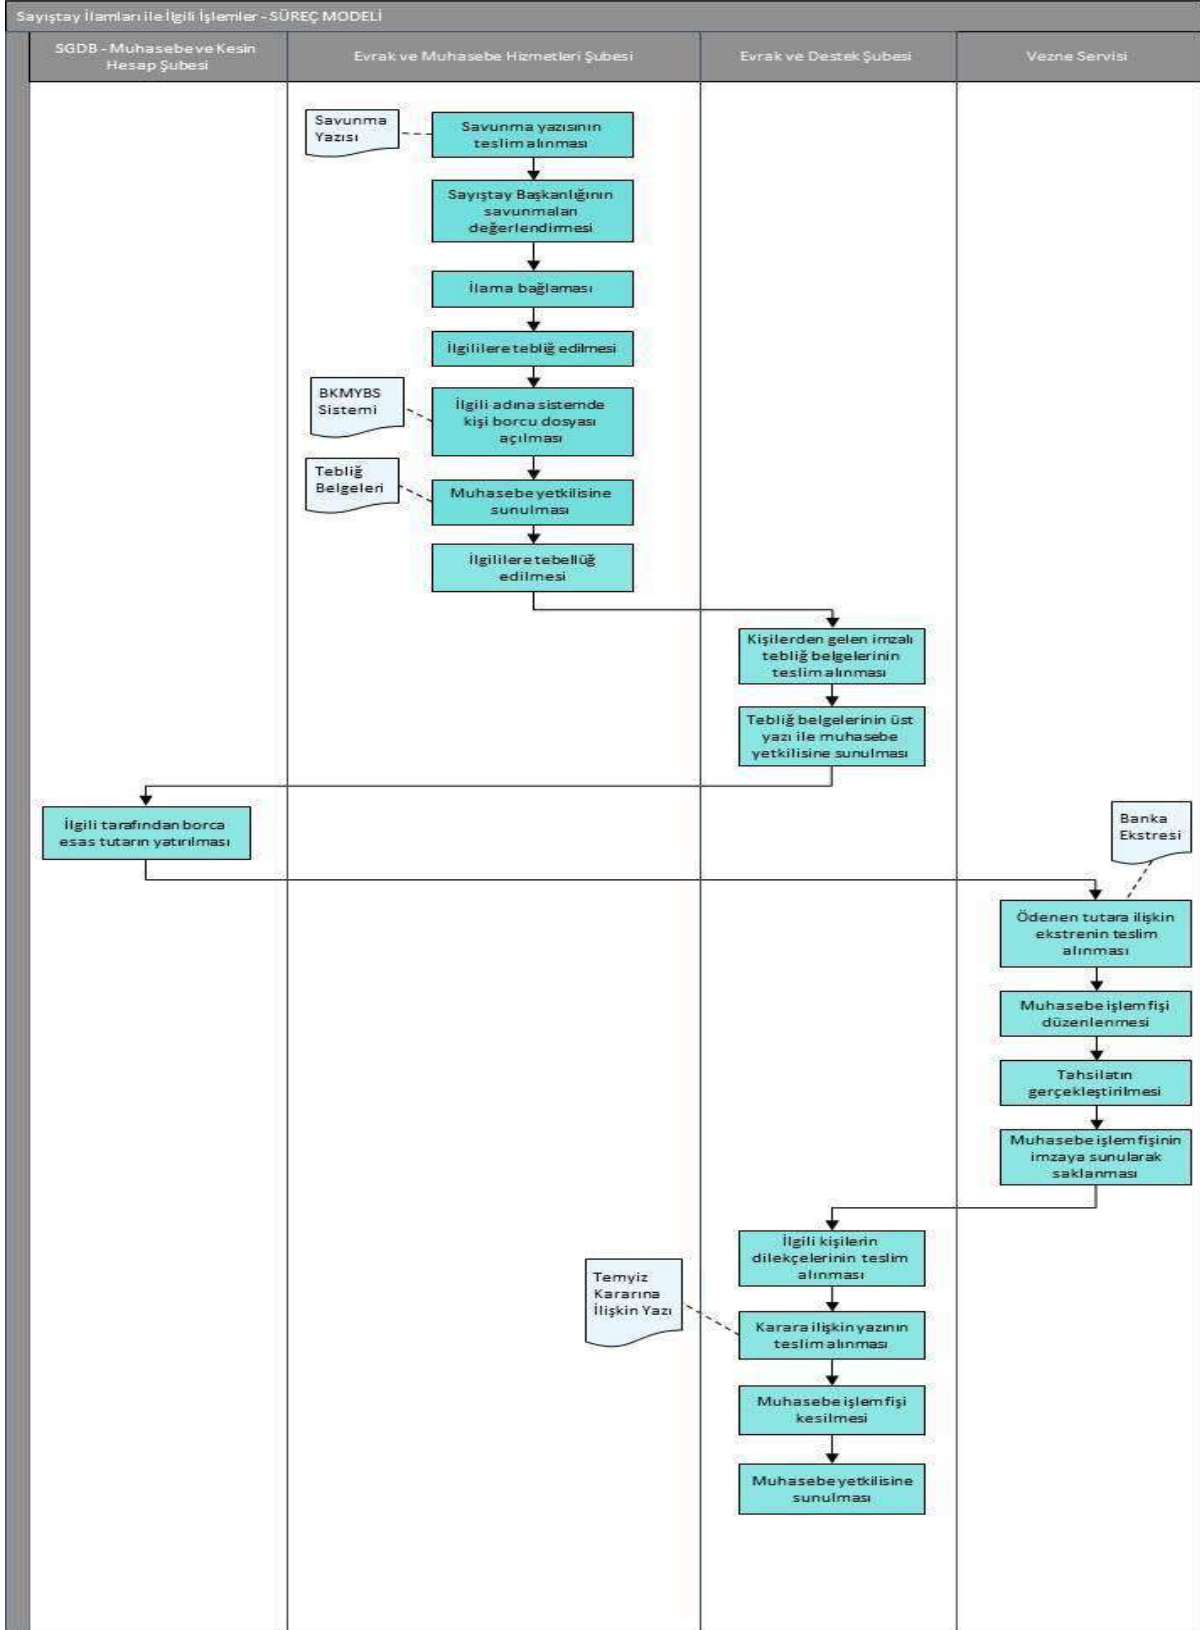 Sayıştay İlamları ile İlgili İşlemler - SÜREÇ MODELİ
SGDB - Muhasebe ve Kesin
Hesap Şubesi
Evrak ve Muhasebe Hizmetleri Şubesi
Evrak ve Destek Şubesi
Vezne Servisi
Savunma
Yazısı
Savunma yazısının
teslim alınması
Sayıştay Başkanlığının
savunmaları
değerlendirmesi
İlama bağlaması
İlgililere tebliğ edilmesi
BKMYBS
Sistemi
İlgili adına sistemde
kişi borcu dosyası
açılması
Tebliğ
Belgeleri
Muhasebe yetkilisine
sunulması
İlgililere tebellüğ
edilmesi
Kişilerden gelen imzalı
tebliğ belgelerinin
teslim alınması
Tebliğ belgelerinin üst
yazı ile muhasebe
yetkilisine sunulması
İlgili tarafından borca
esas tutarın yatırılması
Banka
Ekstresi
Ödenen tutara ilişkin
ekstrenin teslim
alınması
Muhasebe işlem fişi
düzenlenmesi
Tahsilatın
gerçekleştirilmesi
Muhasebe işlem fişinin
imzaya sunularak
saklanması
İlgili kişilerin
dilekçelerinin teslim
alınması
Temyiz
Kararına
İlişkin Yazı
Karara ilişkin yazının
teslim alınması
Muhasebe işlem fişi
kesilmesi
Muhasebe yetkilisine
sunulması